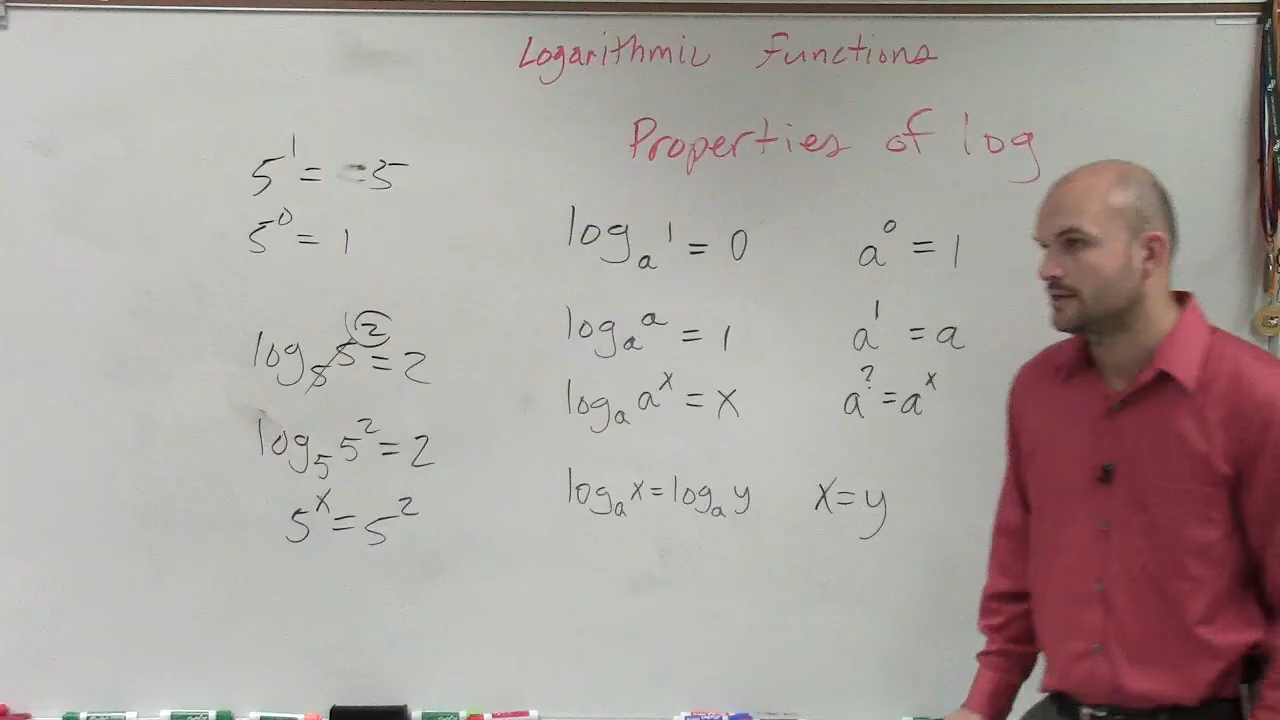 Logarithmic Functions
Properties of log
5¹ = 5
5⁰ = 1
log₅ 5² = 2
log₅ 5² = 2
5ˣ = 5²
logₐ 1 = 0 a⁰ = 1
logₐ a = 1 a¹ = a
logₐ aˣ = x a^? = aˣ
logₐ x = logₐ y x = y